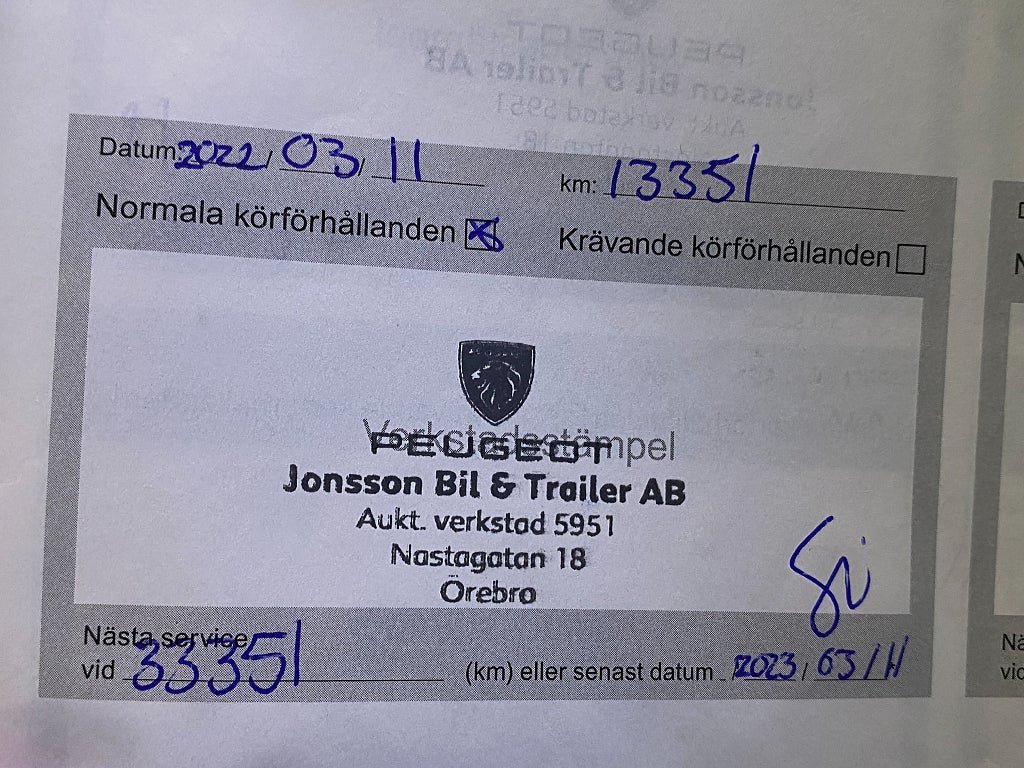 Datum: 2022/03/11 km: 13351
Normala körförhållanden Krävande körförhållanden
Verkstadsstämpel
PEUGEOT
Jonsson Bil & Trailer AB
Aukt. verkstad 5951
Nastagatan 18
Örebro
Nästa service
vid 33351 (km) eller senast datum 2023/03/11